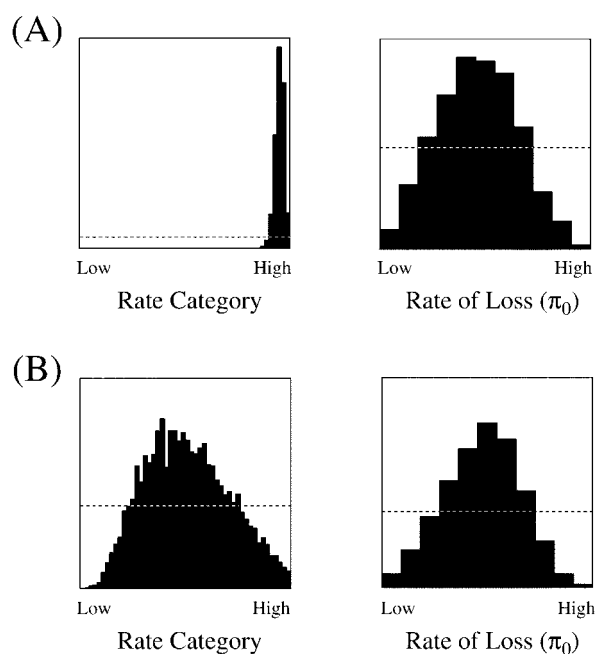 (A)
Low High Low High
Rate Category Rate of Loss (π₀)
(B)
Low High Low High
Rate Category Rate of Loss (π₀)